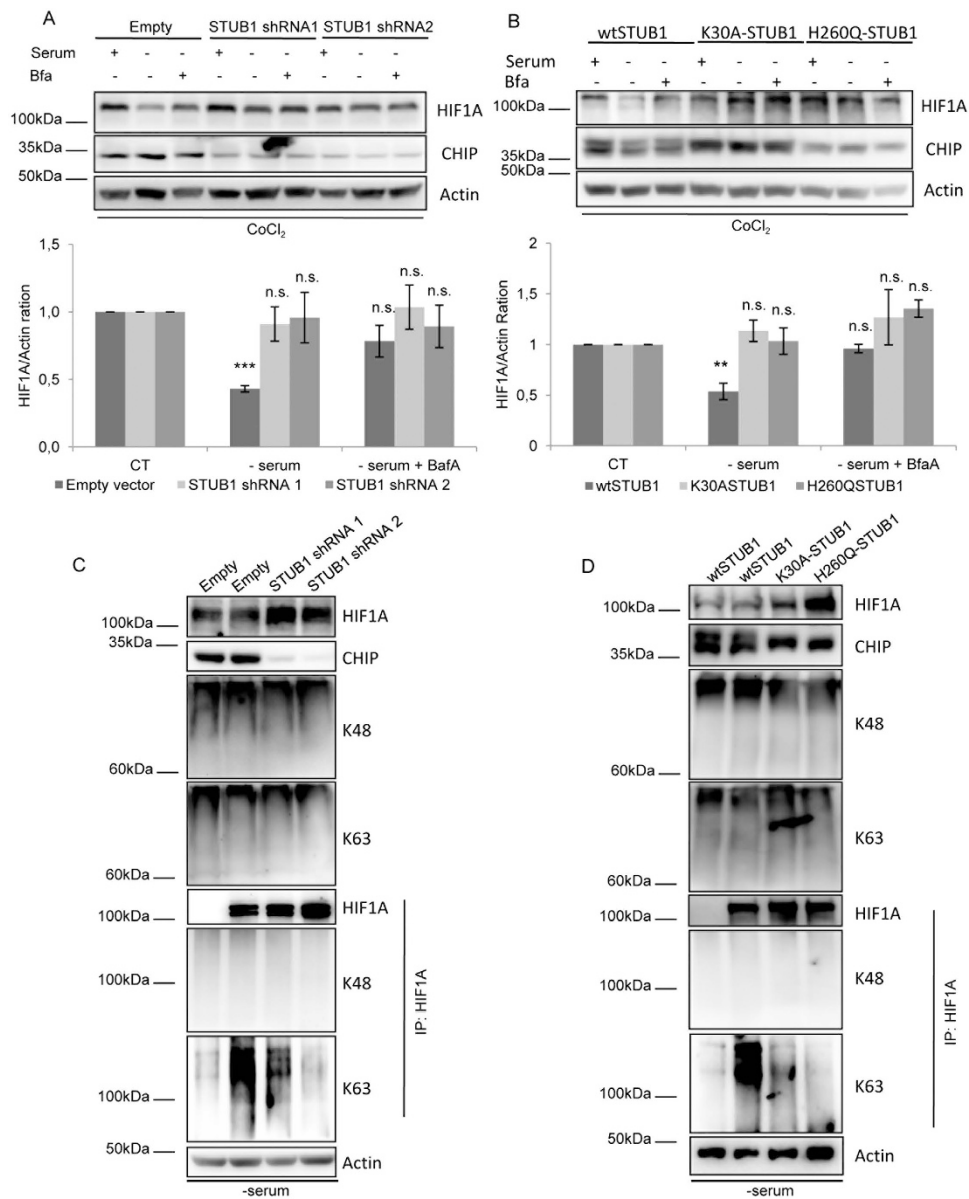 A
Empty STUB1 shRNA1 STUB1 shRNA2
Serum + - - + - - + - -
Bfa - - + - - + - - +
100kDa HIF1A
35kDa CHIP
50kDa Actin
CoCl2
HIF1A/Actin ration
1,5
1,0
0,5
0,0
*** n.s. n.s. n.s. n.s. n.s.
CT - serum - serum + BafA
Empty vector STUB1 shRNA 1 STUB1 shRNA 2
B
wtSTUB1 K30A-STUB1 H260Q-STUB1
Serum + - - + - - + - -
Bfa - - + - - + - - +
100kDa HIF1A
35kDa CHIP
50kDa Actin
CoCl2
HIF1A/Actin Ration
2
1.5
1
0.5
0
** n.s. n.s. n.s. n.s. n.s.
CT - serum - serum + BfaA
wtSTUB1 K30ASTUB1 H260QSTUB1
C
Empty Empty STUB1 shRNA 1 STUB1 shRNA 2
100kDa HIF1A
35kDa CHIP
K48
60kDa
K63
60kDa
100kDa HIF1A
100kDa K48
100kDa K63
IP: HIF1A
50kDa Actin
-serum
D
wtSTUB1 wtSTUB1 K30A-STUB1 H260Q-STUB1
100kDa HIF1A
35kDa CHIP
K48
60kDa
K63
60kDa
100kDa HIF1A
100kDa K48
100kDa K63
IP: HIF1A
50kDa Actin
-serum